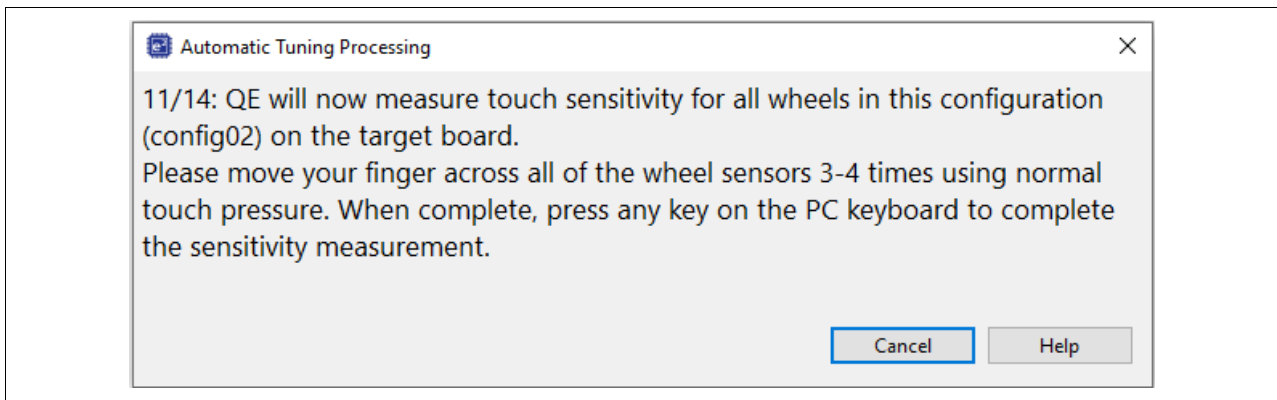 Automatic Tuning Processing
11/14: QE will now measure touch sensitivity for all wheels in this configuration
(config02) on the target board.
Please move your finger across all of the wheel sensors 3-4 times using normal
touch pressure. When complete, press any key on the PC keyboard to complete
the sensitivity measurement.
Cancel Help